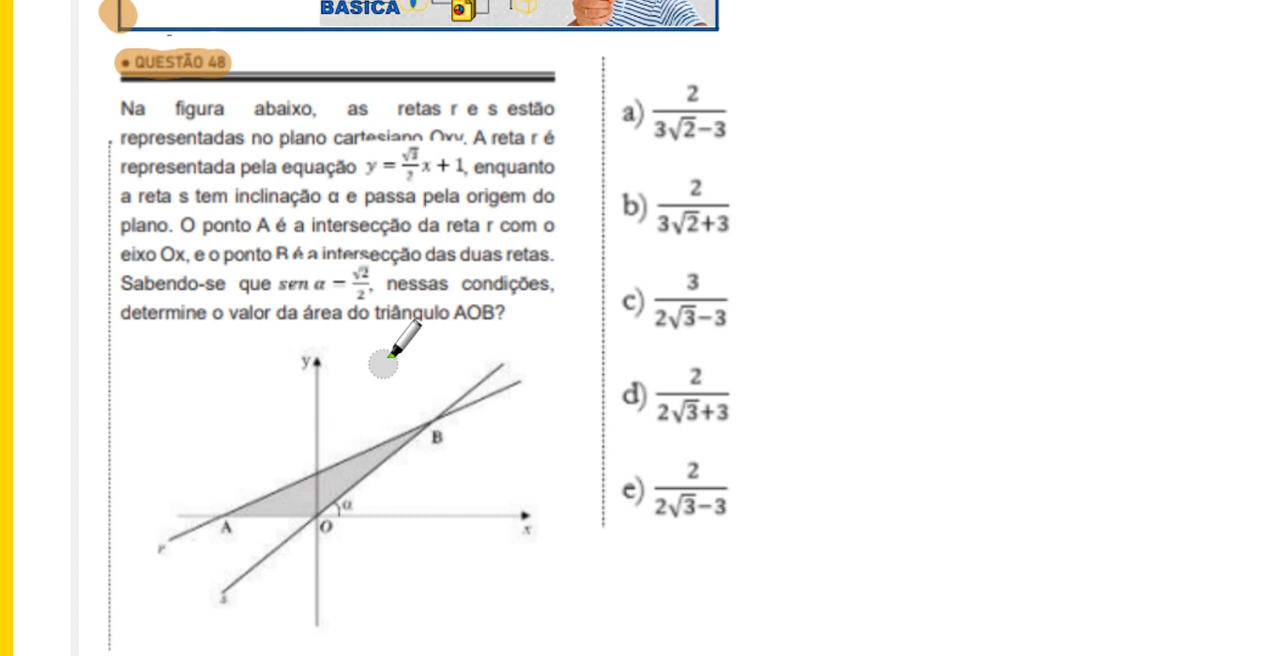 BÁSICA
• QUESTÃO 48
Na figura abaixo, as retas r e s estão
representadas no plano cartesiano Oxy. A reta r é
representada pela equação y = √3/2 x + 1, enquanto
a reta s tem inclinação α e passa pela origem do
plano. O ponto A é a intersecção da reta r com o
eixo Ox, e o ponto B é a intersecção das duas retas.
Sabendo-se que sen α = √2/2, nessas condições,
determine o valor da área do triângulo AOB?
y
B
α
A
O
x
r
s
a) 2/(3√2−3)
b) 2/(3√2+3)
c) 3/(2√3−3)
d) 2/(2√3+3)
e) 2/(2√3−3)